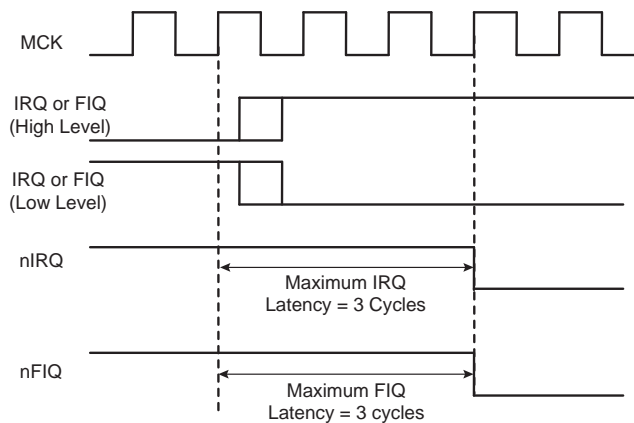 MCK
IRQ or FIQ
(High Level)
IRQ or FIQ
(Low Level)
nIRQ
Maximum IRQ
Latency = 3 Cycles
nFIQ
Maximum FIQ
Latency = 3 cycles